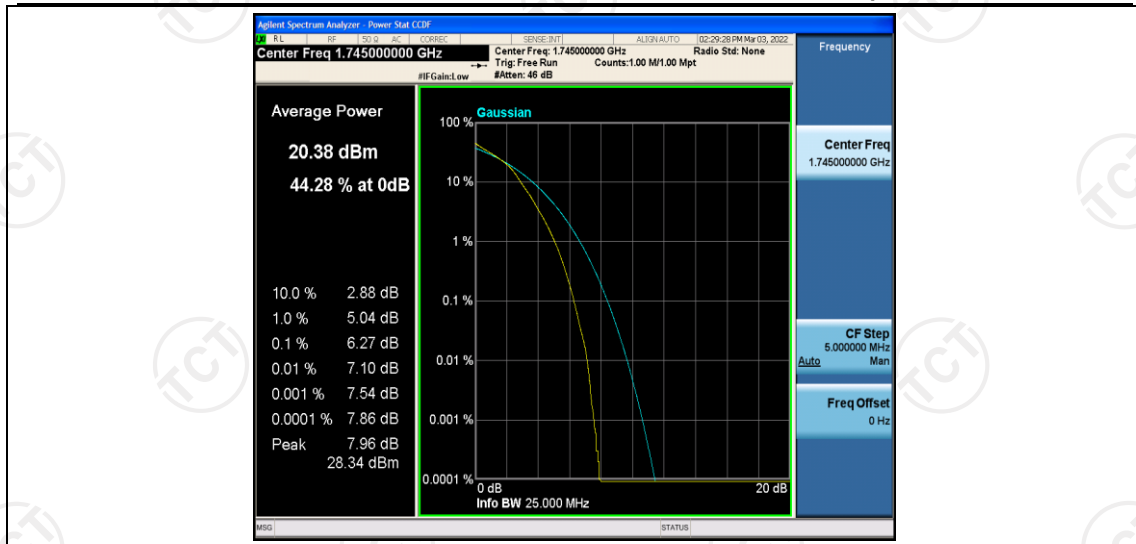 Agilent Spectrum Analyzer - Power Stat CCDF
RL RF 50 Ω AC CORREC SENSE:INT ALIGN AUTO 02:29:28 PM Mar 03, 2022
Center Freq 1.745000000 GHz
Center Freq: 1.745000000 GHz Radio Std: None
Trig: Free Run Counts:1.00 M/1.00 Mpt
#IFGain:Low #Atten: 46 dB
Frequency
Average Power
20.38 dBm
44.28 % at 0dB
10.0 % 2.88 dB
1.0 % 5.04 dB
0.1 % 6.27 dB
0.01 % 7.10 dB
0.001 % 7.54 dB
0.0001 % 7.86 dB
Peak 7.96 dB
28.34 dBm
Gaussian
100 %
10 %
1 %
0.1 %
0.01 %
0.001 %
0.0001 %
0 dB 20 dB
Info BW 25.000 MHz
Center Freq
1.745000000 GHz
CF Step
5.000000 MHz
Auto Man
Freq Offset
0 Hz
MSG STATUS
TCT
TCT
TCT
TCT